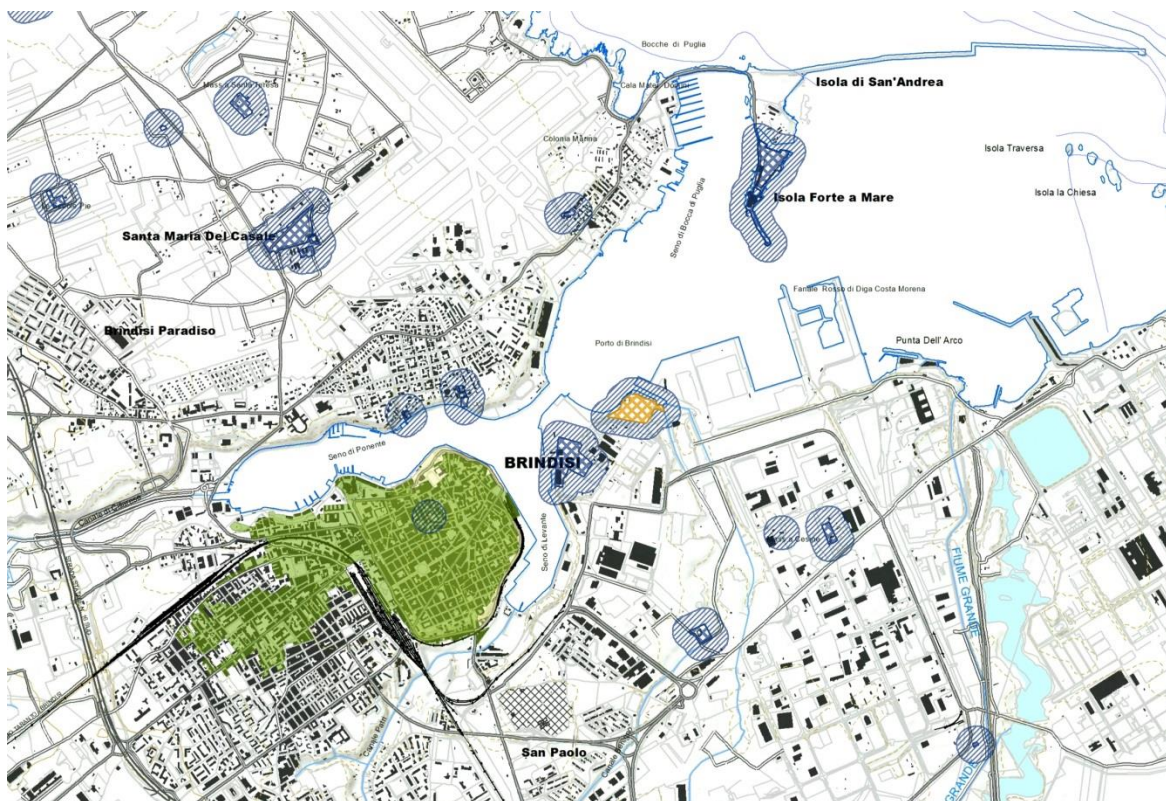 Bocche di Puglia
Isola di San'Andrea
Colonia Marina
Isola Traversa
Isola la Chiesa
Isola Forte a Mare
Seno di Bocca di Puglia
Santa Maria Del Casale
Farale Rosso di Diga Costa Morena
Brindisi Paradiso
Porto di Brindisi
Punta Dell' Arco
Seno di Ponente
BRINDISI
Seno di Levante
FIUME GRANDE
San Paolo
GRANDE